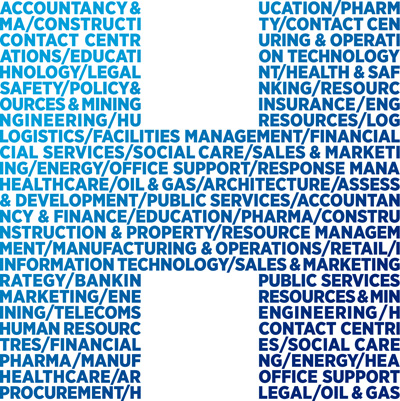 ACCOUNTANCY & UCATION/PHARM
MA/CONSTRUCTI TY/CONTACT CEN
CONTACT CENTR URING & OPERATI
ATIONS/EDUCATI ON TECHNOLOGY
HNOLOGY/LEGAL NT/HEALTH & SAF
SAFETY/POLICY& NKING/RESOURC
OURCES & MINING INSURANCE/ENG
NGINEERING/HU RESOURCES/LOG
LOGISTICS/FACILITIES MANAGEMENT/FINANCIAL
CIAL SERVICES/SOCIAL CARE/SALES & MARKETI
ING/ENERGY/OFFICE SUPPORT/RESPONSE MANA
HEALTHCARE/OIL & GAS/ARCHITECTURE/ASSESS
& DEVELOPMENT/PUBLIC SERVICES/ACCOUNTAN
NCY & FINANCE/EDUCATION/PHARMA/CONSTRU
NSTRUCTION & PROPERTY/RESOURCE MANAGEM
MENT/MANUFACTURING & OPERATIONS/RETAIL/I
INFORMATION TECHNOLOGY/SALES & MARKETING
RATEGY/BANKIN PUBLIC SERVICES
MARKETING/ENE RESOURCES & MIN
INING/TELECOMS ENGINEERING/H
HUMAN RESOURC CONTACT CENTRI
TRES/FINANCIAL ES/SOCIAL CARE
PHARMA/MANUF NG/ENERGY/HEA
HEALTHCARE/AR OFFICE SUPPORT
PROCUREMENT/H LEGAL/OIL & GAS